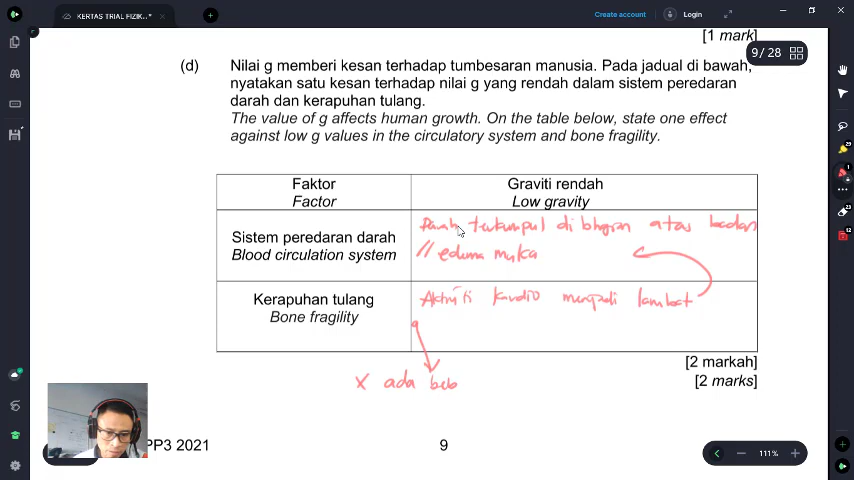 KERTAS TRIAL FIZIK...*
Create account
Login
[1 mark]
9/28
(d) Nilai g memberi kesan terhadap tumbesaran manusia. Pada jadual di bawah,
nyatakan satu kesan terhadap nilai g yang rendah dalam sistem peredaran
darah dan kerapuhan tulang.
The value of g affects human growth. On the table below, state one effect
against low g values in the circulatory system and bone fragility.
Faktor Graviti rendah
Factor Low gravity
Darah terkumpul di bhgian atas badan
Sistem peredaran darah
Blood circulation system
// edema muka
Kerapuhan tulang
Bone fragility
Aktiviti kardio menjadi lambat
[2 markah]
[2 marks]
X ada beb
PP3 2021
9
111%